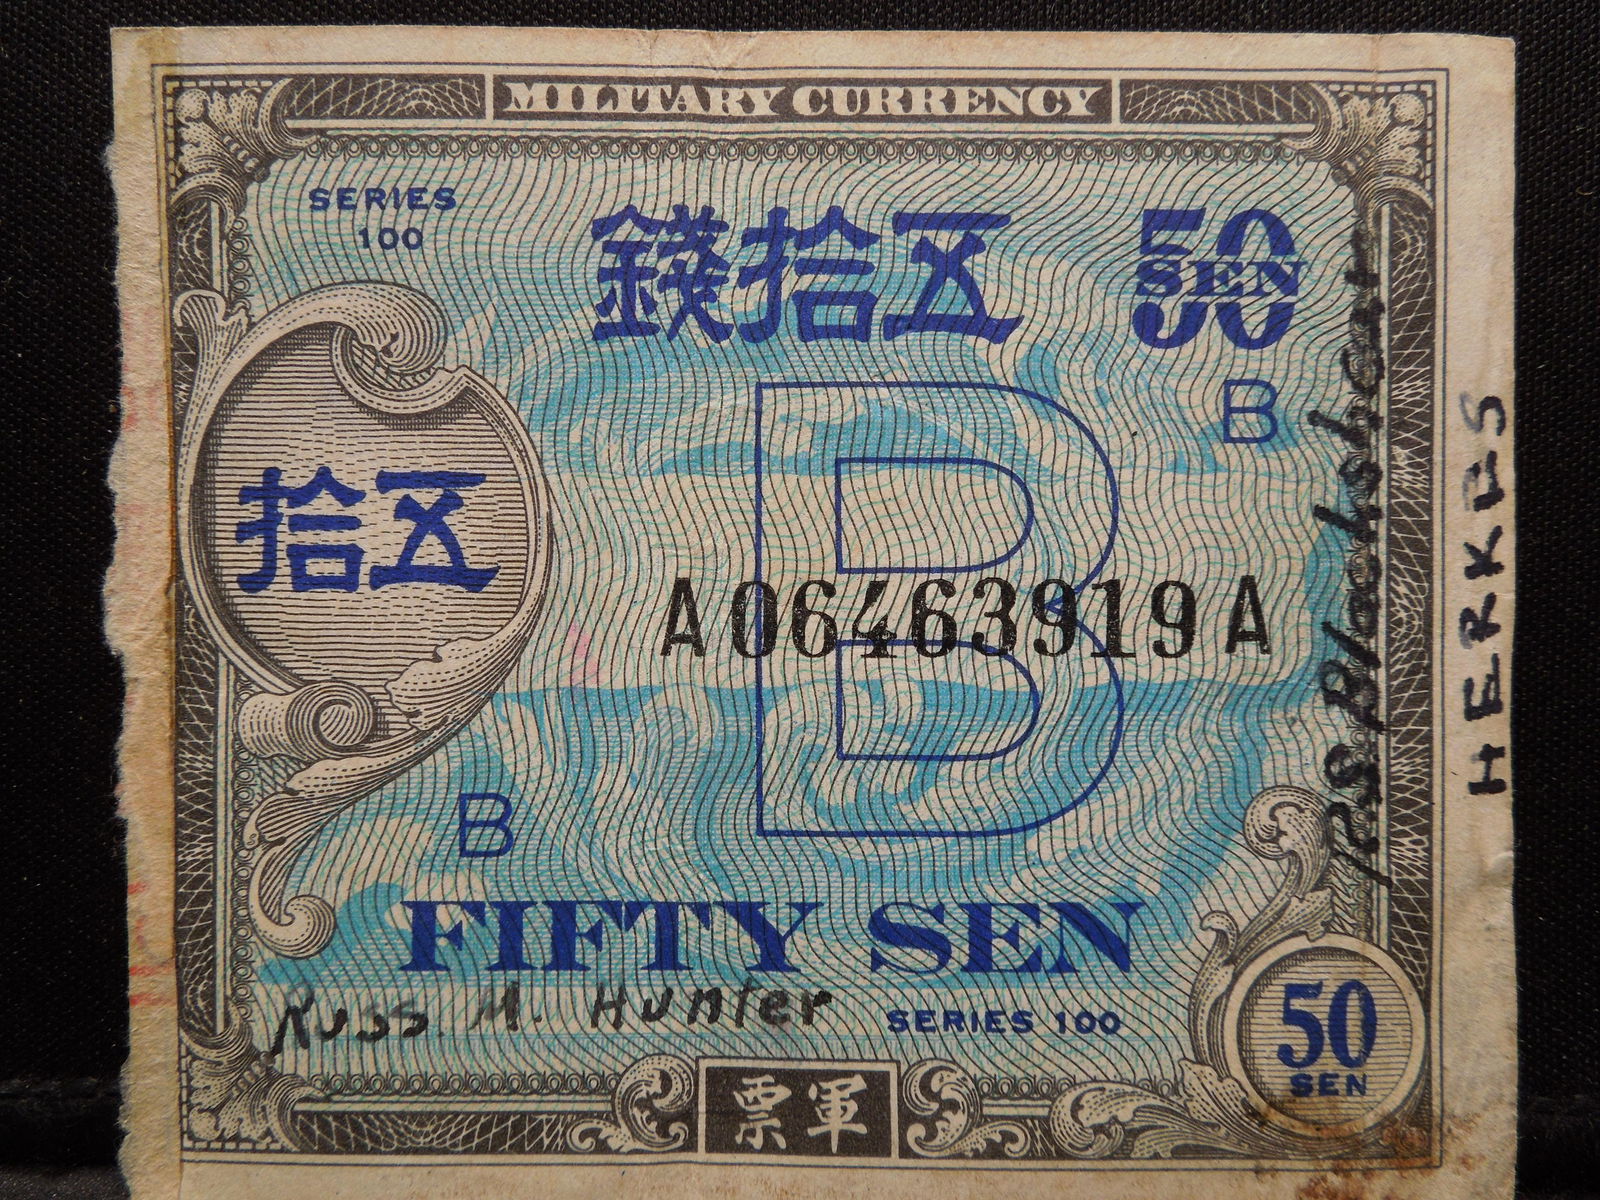 MILITARY CURRENCY
SERIES
100
錢拾五
50
SEN
B
拾五
A06463919A
B
B
FIFTY SEN
Russ. M. Hunter
SERIES 100
50
SEN
票軍
HERKES